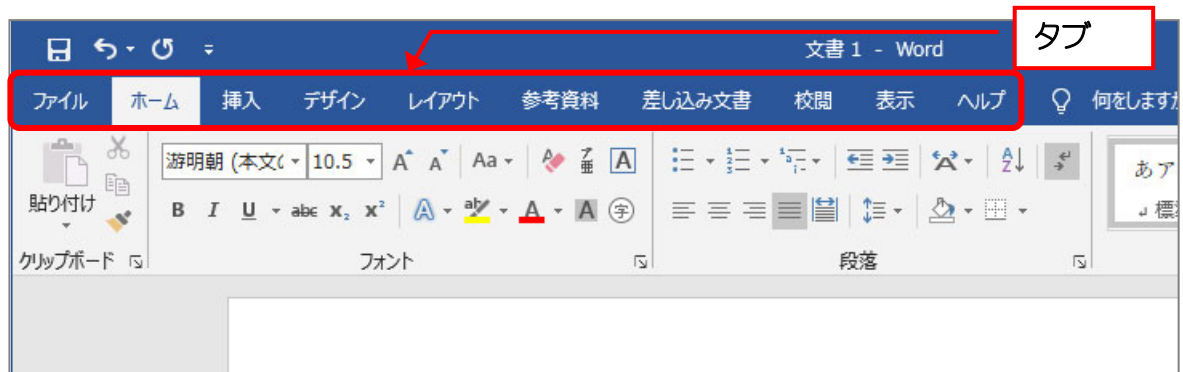 文書 1 - Word
タブ
ファイル ホーム 挿入 デザイン レイアウト 参考資料 差し込み文書 校閲 表示 ヘルプ 何をします
游明朝 (本文 10.5 A A Aa ア亜 A
あア
貼り付け
B I U abc x₂ x² A aby A A 字
標
クリップボード フォント 段落